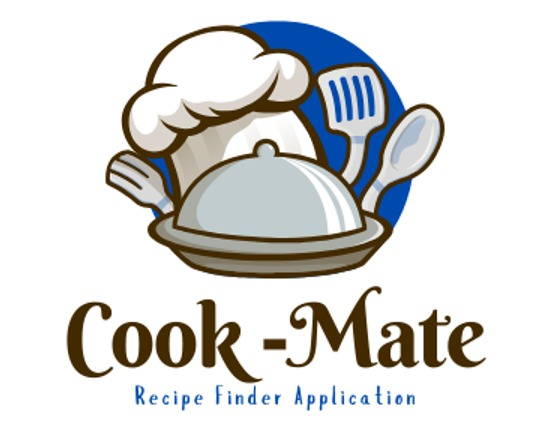 Cook -Mate
Recipe Finder Application